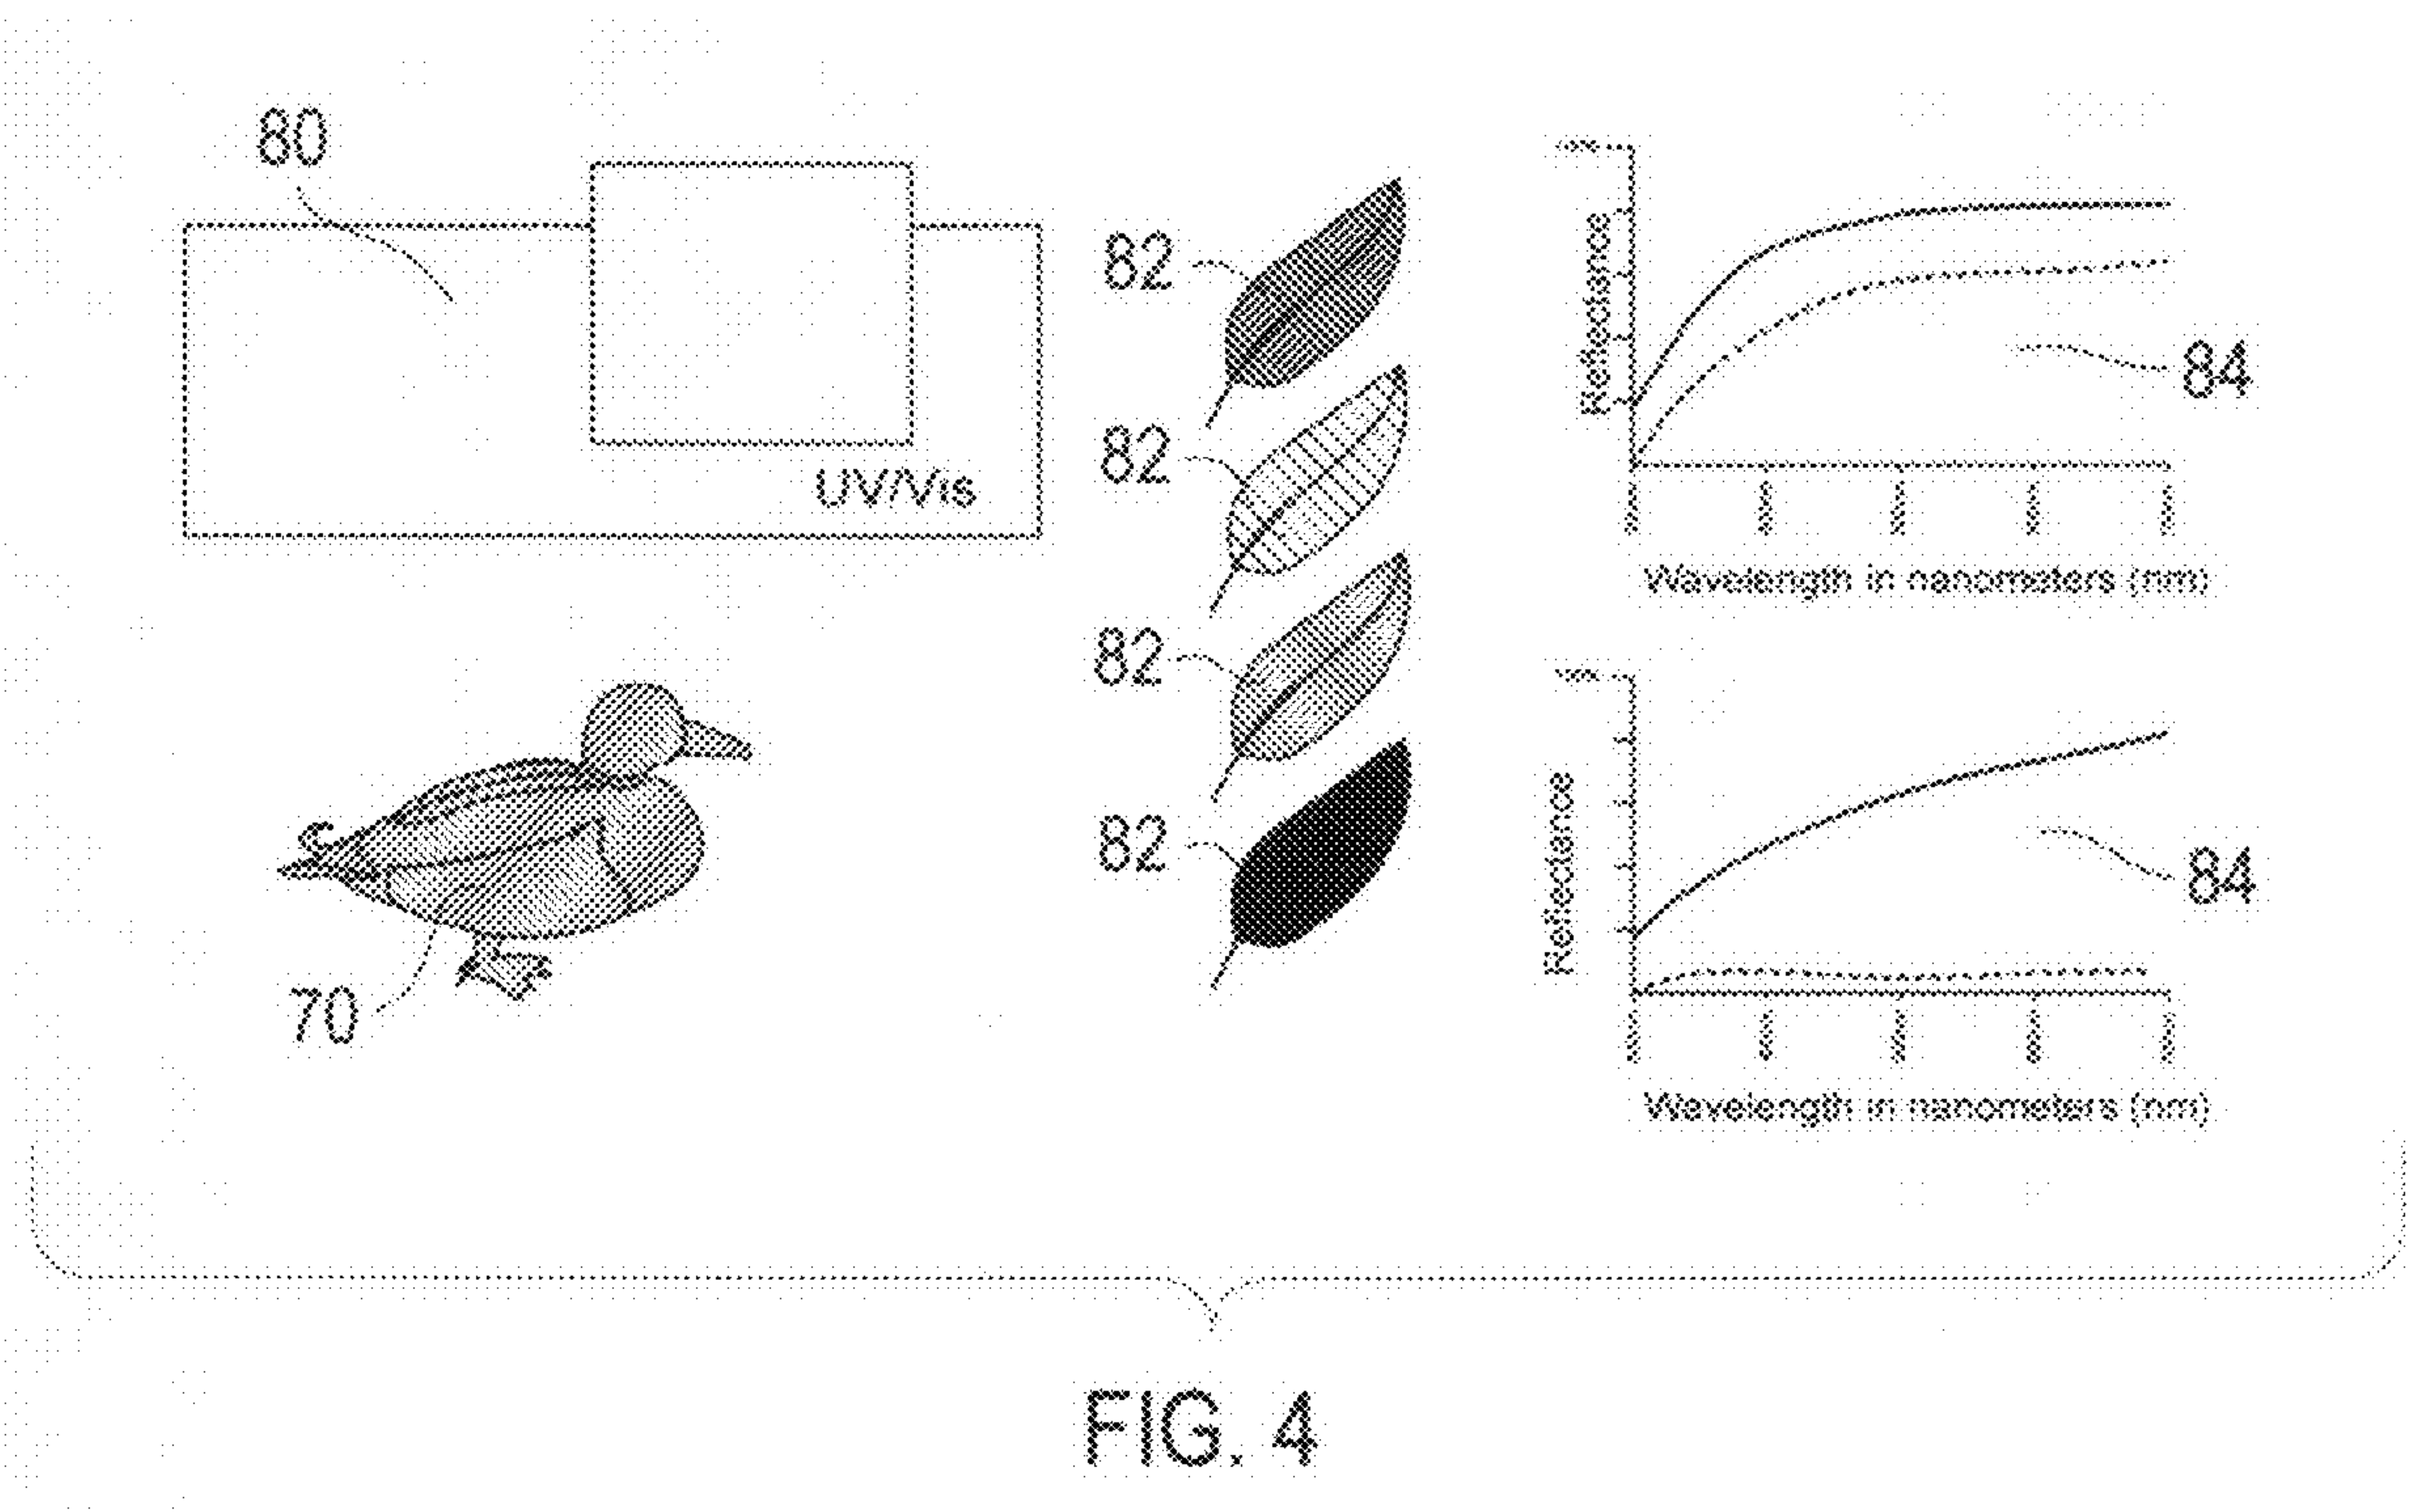 80
UV/Vis
70
82
82
82
82
Reflectance
84
Wavelength in nanometers (nm)
Reflectance
84
Wavelength in nanometers (nm)
FIG. 4